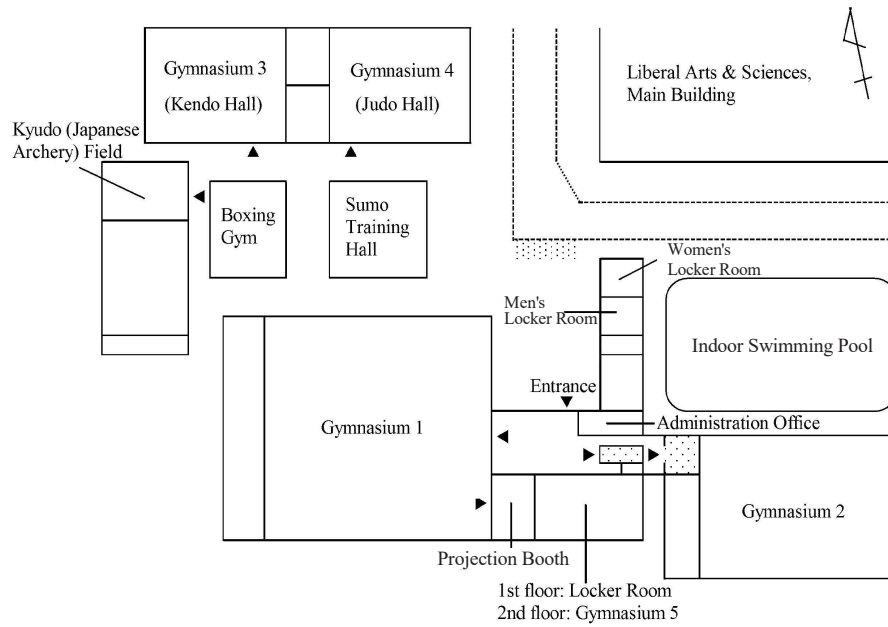 Gymnasium 3
(Kendo Hall)
Gymnasium 4
(Judo Hall)
Liberal Arts & Sciences,
Main Building
Kyudo (Japanese
Archery) Field
Boxing
Gym
Sumo
Training
Hall
Women's
Locker Room
Men's
Locker Room
Indoor Swimming Pool
Entrance
Gymnasium 1
Administration Office
Gymnasium 2
Projection Booth
1st floor: Locker Room
2nd floor: Gymnasium 5